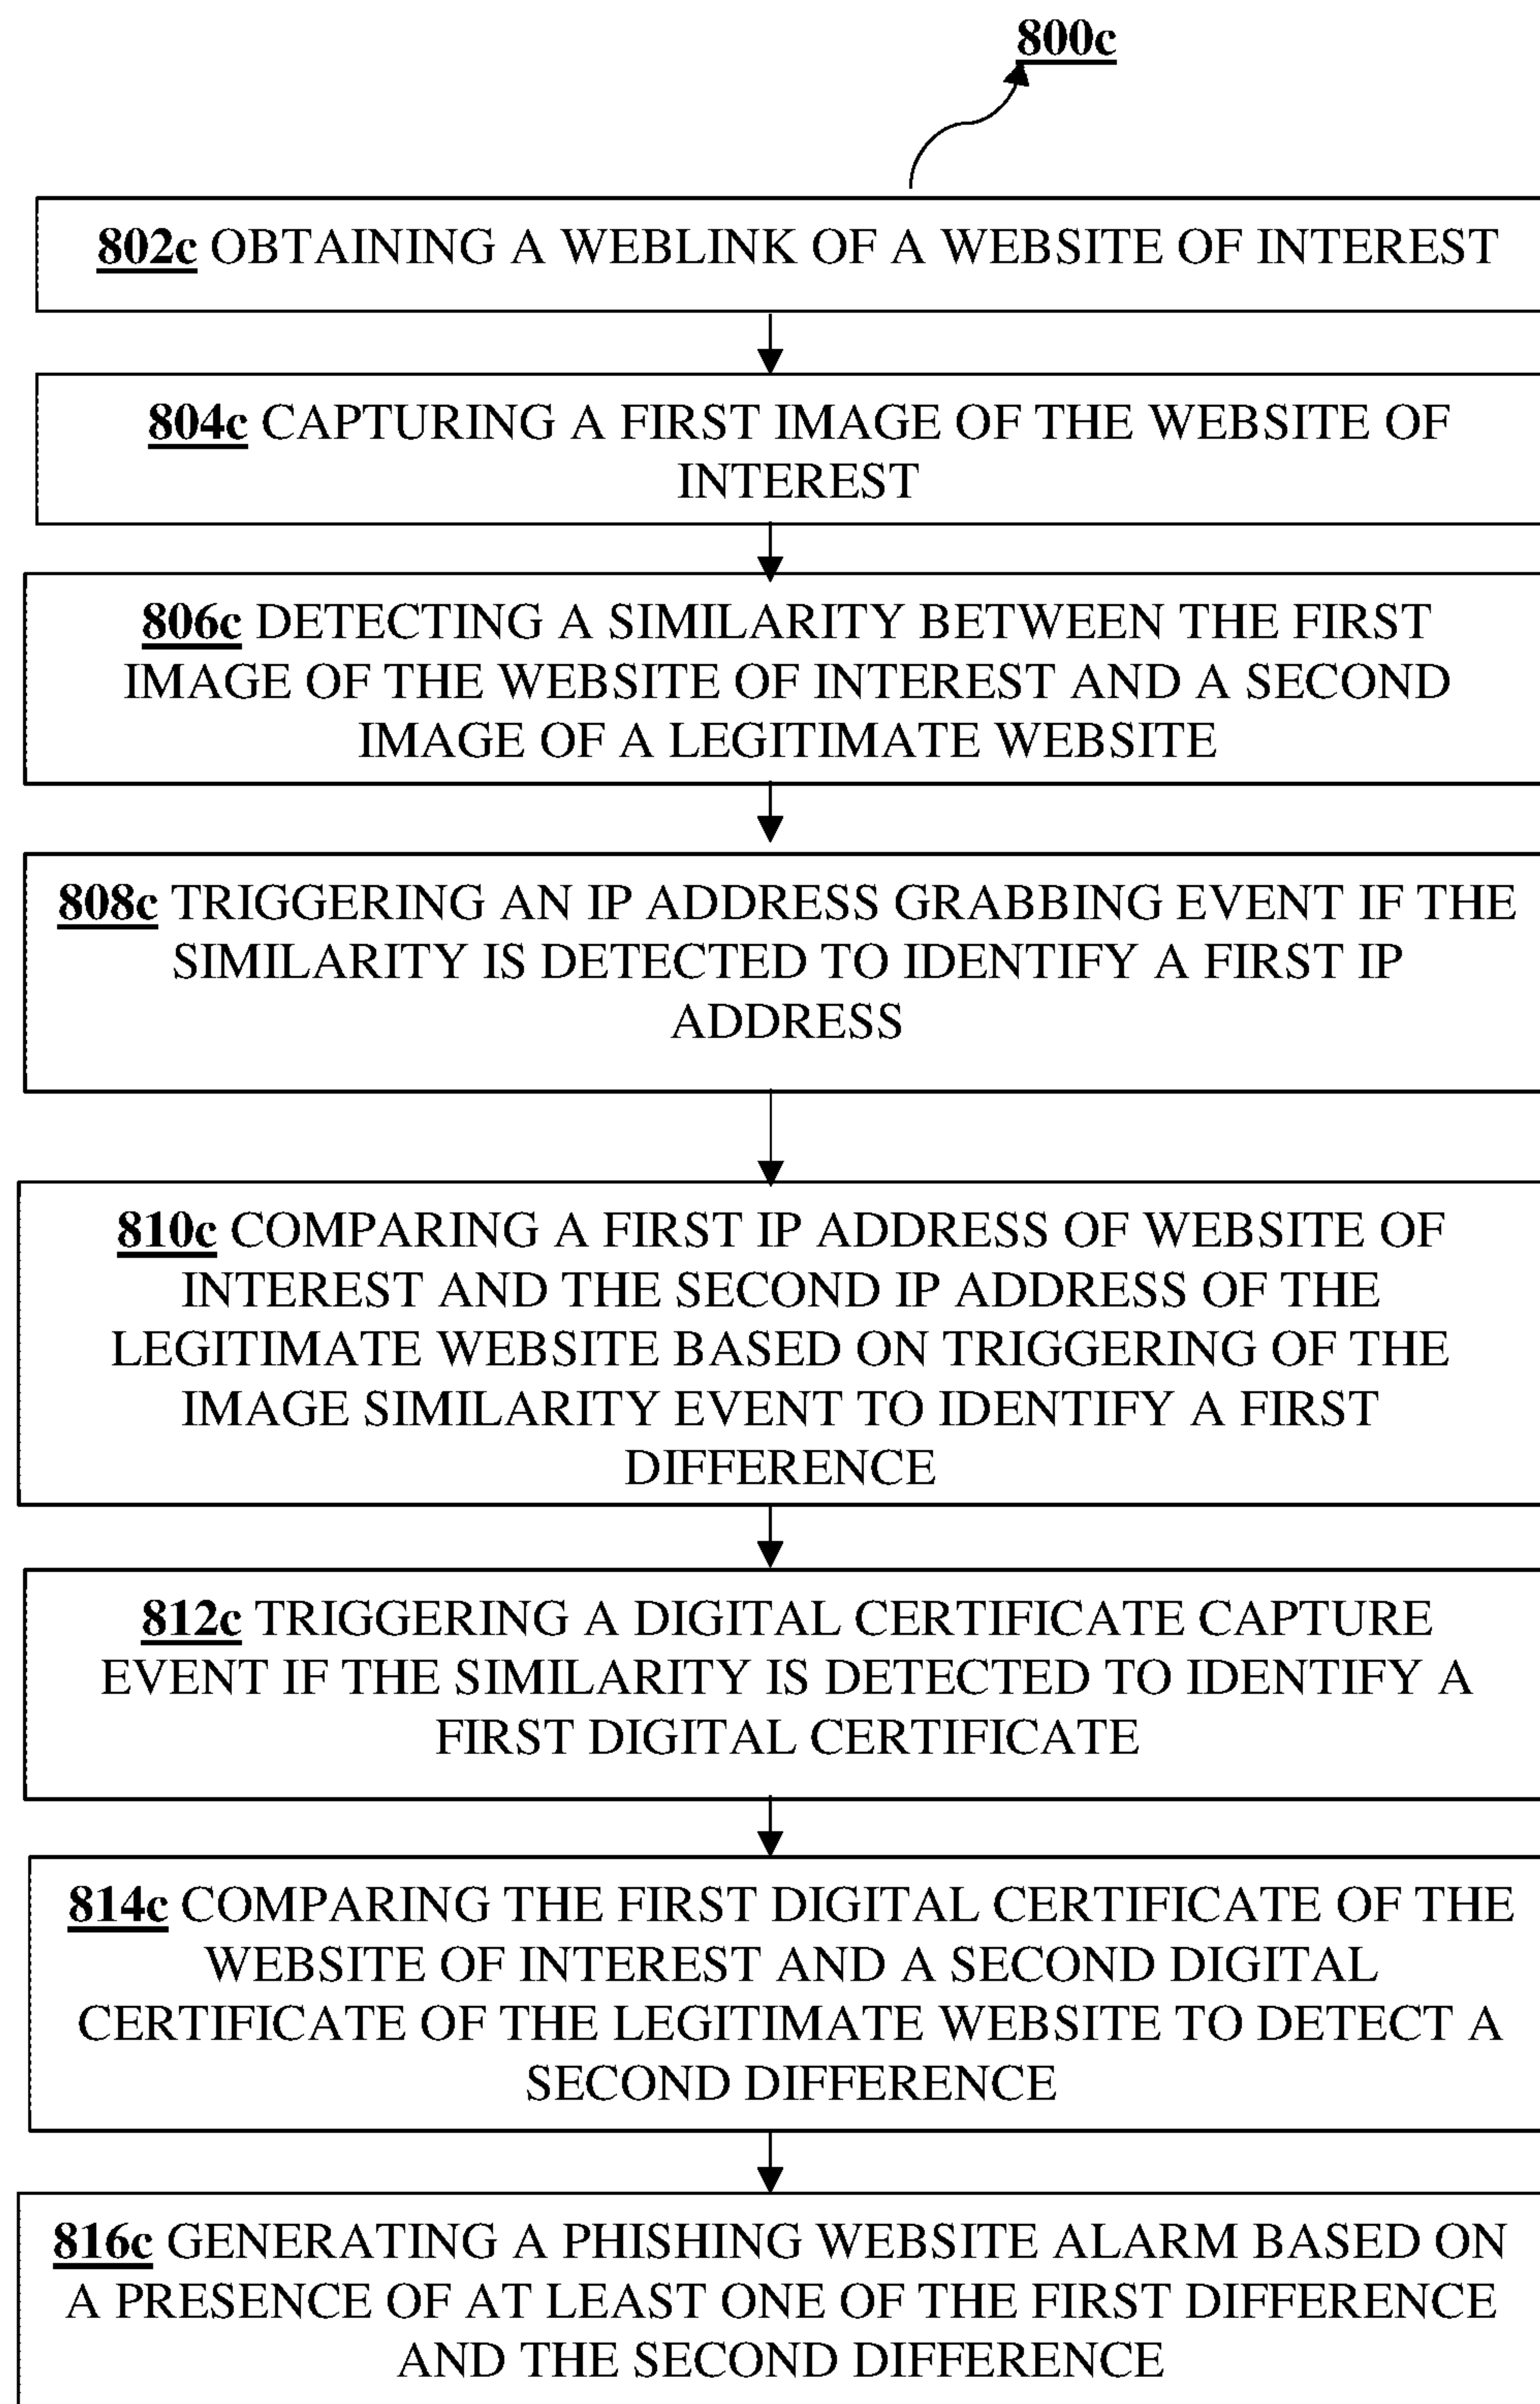 800c
802c OBTAINING A WEBLINK OF A WEBSITE OF INTEREST
804c CAPTURING A FIRST IMAGE OF THE WEBSITE OF
INTEREST
806c DETECTING A SIMILARITY BETWEEN THE FIRST
IMAGE OF THE WEBSITE OF INTEREST AND A SECOND
IMAGE OF A LEGITIMATE WEBSITE
808c TRIGGERING AN IP ADDRESS GRABBING EVENT IF THE
SIMILARITY IS DETECTED TO IDENTIFY A FIRST IP
ADDRESS
810c COMPARING A FIRST IP ADDRESS OF WEBSITE OF
INTEREST AND THE SECOND IP ADDRESS OF THE
LEGITIMATE WEBSITE BASED ON TRIGGERING OF THE
IMAGE SIMILARITY EVENT TO IDENTIFY A FIRST
DIFFERENCE
812c TRIGGERING A DIGITAL CERTIFICATE CAPTURE
EVENT IF THE SIMILARITY IS DETECTED TO IDENTIFY A
FIRST DIGITAL CERTIFICATE
814c COMPARING THE FIRST DIGITAL CERTIFICATE OF THE
WEBSITE OF INTEREST AND A SECOND DIGITAL
CERTIFICATE OF THE LEGITIMATE WEBSITE TO DETECT A
SECOND DIFFERENCE
816c GENERATING A PHISHING WEBSITE ALARM BASED ON
A PRESENCE OF AT LEAST ONE OF THE FIRST DIFFERENCE
AND THE SECOND DIFFERENCE